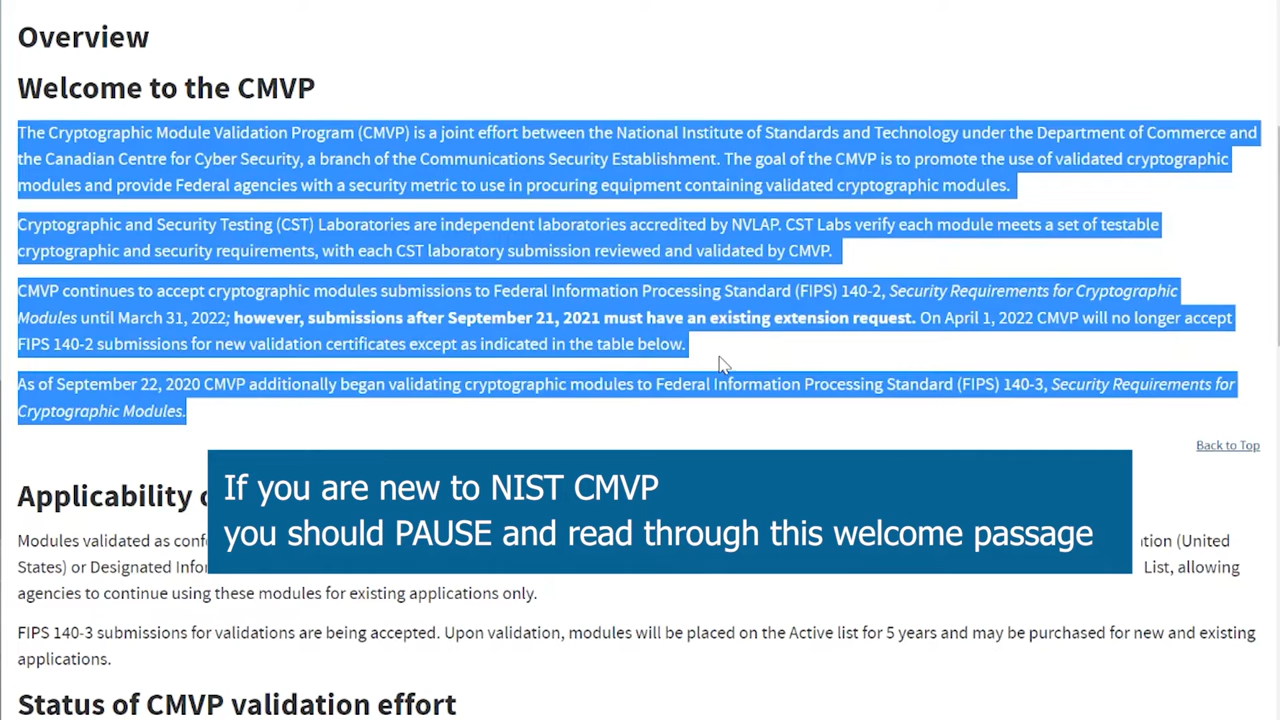 Overview
Welcome to the CMVP
The Cryptographic Module Validation Program (CMVP) is a joint effort between the National Institute of Standards and Technology under the Department of Commerce and
the Canadian Centre for Cyber Security, a branch of the Communications Security Establishment. The goal of the CMVP is to promote the use of validated cryptographic
modules and provide Federal agencies with a security metric to use in procuring equipment containing validated cryptographic modules.
Cryptographic and Security Testing (CST) Laboratories are independent laboratories accredited by NVLAP. CST Labs verify each module meets a set of testable
cryptographic and security requirements, with each CST laboratory submission reviewed and validated by CMVP.
CMVP continues to accept cryptographic modules submissions to Federal Information Processing Standard (FIPS) 140-2, Security Requirements for Cryptographic
Modules until March 31, 2022; however, submissions after September 21, 2021 must have an existing extension request. On April 1, 2022 CMVP will no longer accept
FIPS 140-2 submissions for new validation certificates except as indicated in the table below.
As of September 22, 2020 CMVP additionally began validating cryptographic modules to Federal Information Processing Standard (FIPS) 140-3, Security Requirements for
Cryptographic Modules.
Back to Top
If you are new to NIST CMVP
you should PAUSE and read through this welcome passage
Applicability
Modules validated as (United
States) or Designated List, allowing
agencies to continue using these modules for existing applications only.
FIPS 140-3 submissions for validations are being accepted. Upon validation, modules will be placed on the Active list for 5 years and may be purchased for new and existing
applications.
Status of CMVP validation effort